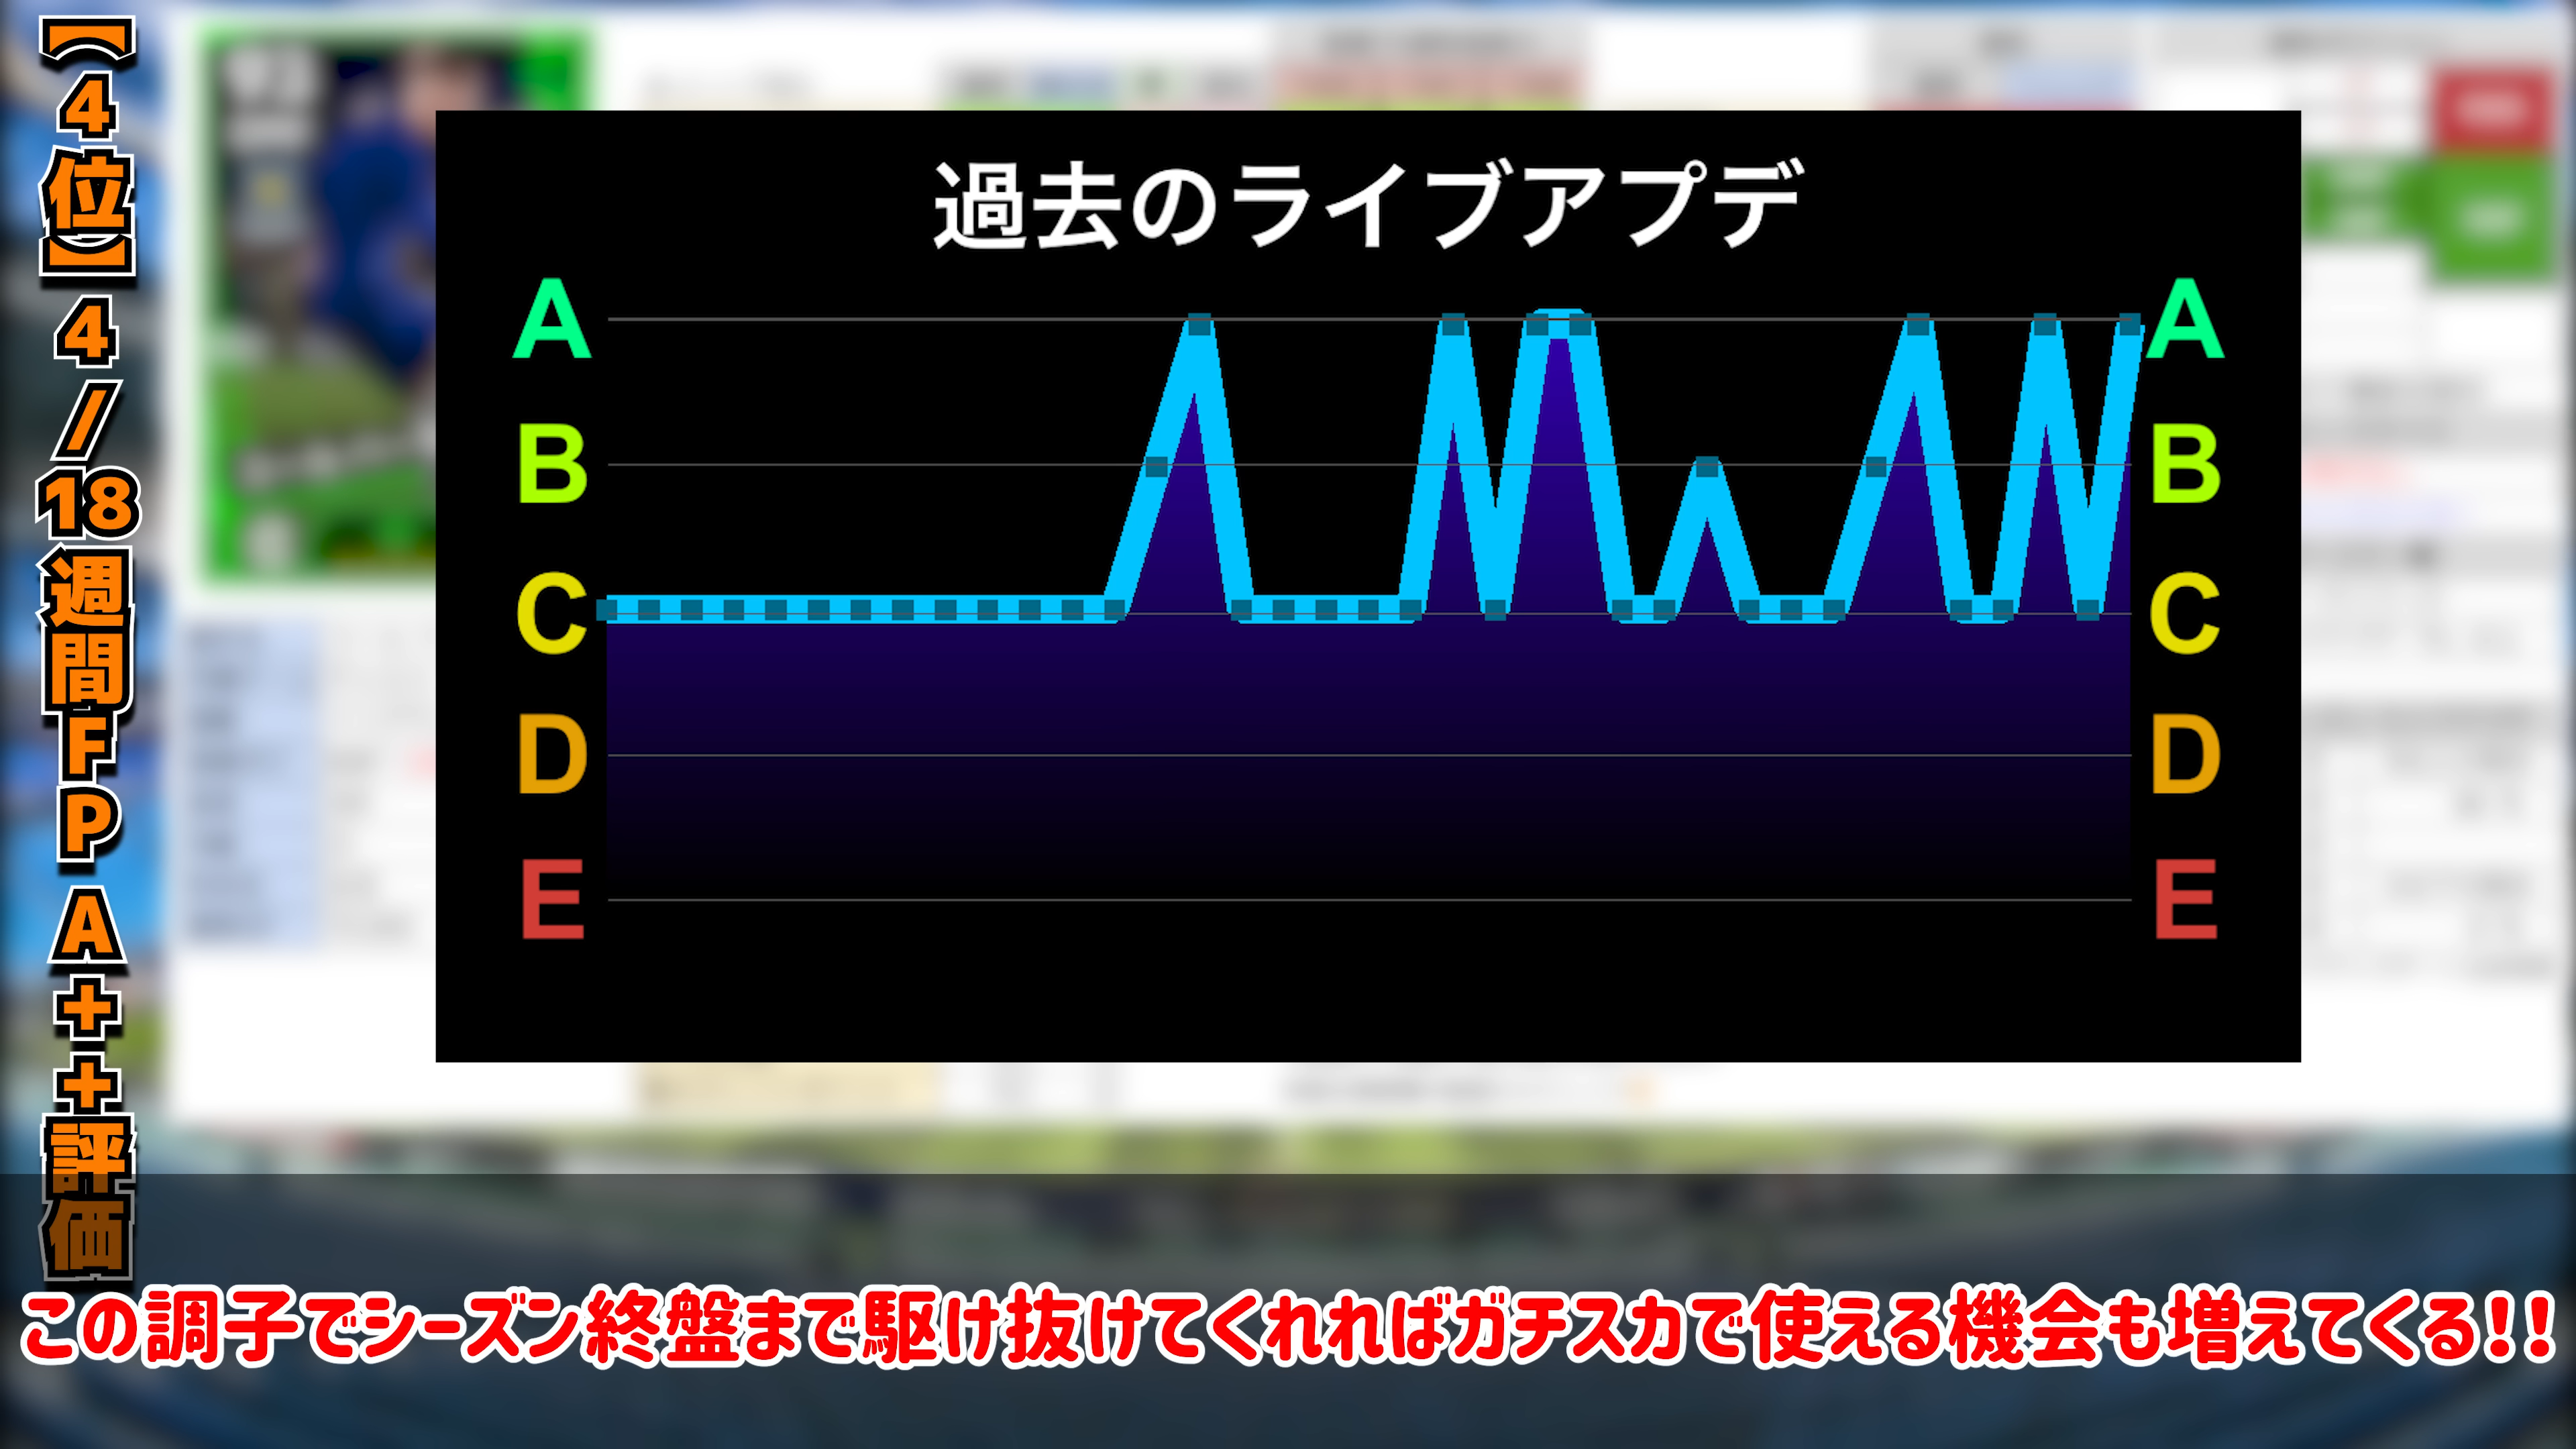 【4位】4/18週間FP A++評価
過去のライブアプデ
A A
B B
C C
D D
E E
この調子でシーズン終盤まで駆け抜けてくれればガチスカで使える機会も増えてくる!!